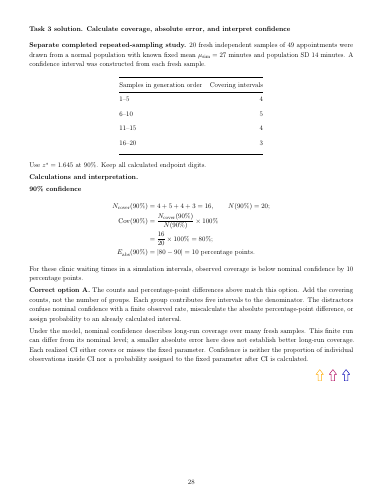 Task 3 solution. Calculate coverage, absolute error, and interpret confidence
Separate completed repeated-sampling study. 20 fresh independent samples of 49 appointments were
drawn from a normal population with known fixed mean μsim = 27 minutes and population SD 14 minutes. A
confidence interval was constructed from each fresh sample.
Samples in generation order Covering intervals
1–5 4
6–10 5
11–15 4
16–20 3
Use z* = 1.645 at 90%. Keep all calculated endpoint digits.
Calculations and interpretation.
90% confidence
N_cover(90%) = 4 + 5 + 4 + 3 = 16, N(90%) = 20;
Cov(90%) = N_cover(90%) / N(90%) × 100%
= 16/20 × 100% = 80%;
E_abs(90%) = |80 − 90| = 10 percentage points.
For these clinic waiting times in a simulation intervals, observed coverage is below nominal confidence by 10
percentage points.
Correct option A. The counts and percentage-point differences above match this option. Add the covering
counts, not the number of groups. Each group contributes five intervals to the denominator. The distractors
confuse nominal confidence with a finite observed rate, miscalculate the absolute percentage-point difference, or
assign probability to an already calculated interval.
Under the model, nominal confidence describes long-run coverage over many fresh samples. This finite run
can differ from its nominal level; a smaller absolute error here does not establish better long-run coverage.
Each realized CI either covers or misses the fixed parameter. Confidence is neither the proportion of individual
observations inside CI nor a probability assigned to the fixed parameter after CI is calculated.
28